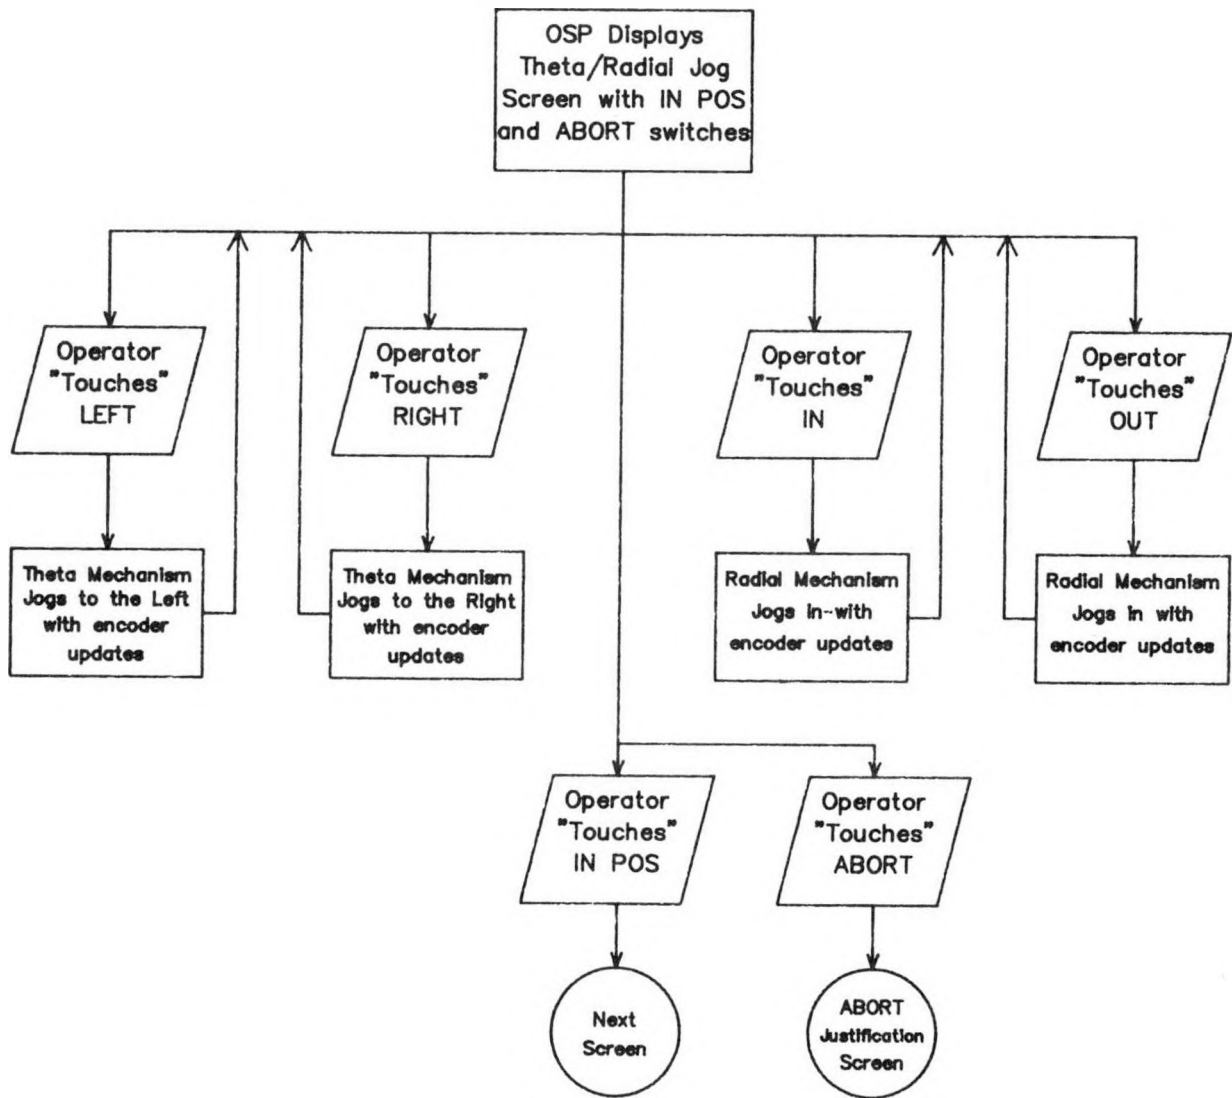 OSP Displays
Theta/Radial Jog
Screen with IN POS
and ABORT switches
Operator
"Touches"
LEFT
Operator
"Touches"
RIGHT
Operator
"Touches"
IN
Operator
"Touches"
OUT
Theta Mechanism
Jogs to the Left
with encoder
updates
Theta Mechanism
Jogs to the Right
with encoder
updates
Radial Mechanism
Jogs in--with
encoder updates
Radial Mechanism
Jogs in with
encoder updates
Operator
"Touches"
IN POS
Operator
"Touches"
ABORT
Next
Screen
ABORT
Justification
Screen